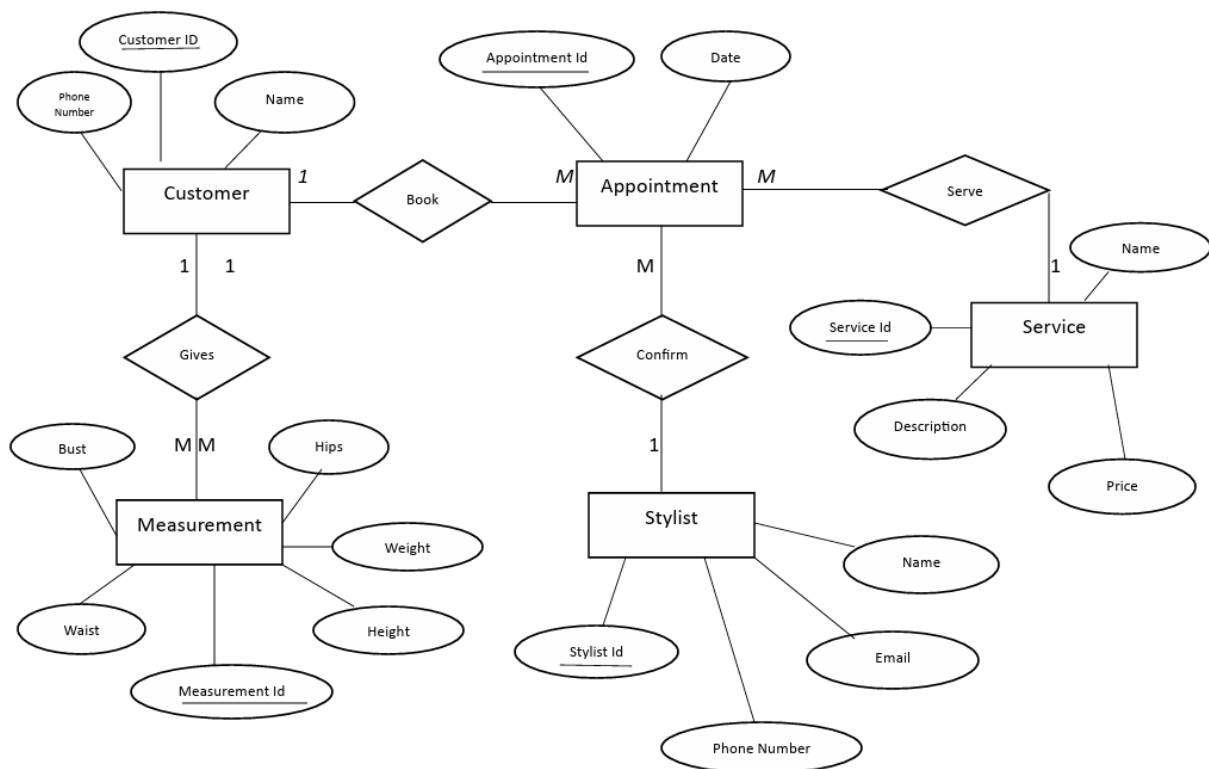 Customer ID
Appointment Id
Date
Phone
Number
Name
Customer
1
Book
M
Appointment
M
Serve
1
1
M
1
Name
Service Id
Service
Gives
Confirm
Description
Price
Bust
M
M
Hips
1
Measurement
Stylist
Weight
Name
Waist
Height
Stylist Id
Email
Measurement Id
Phone Number